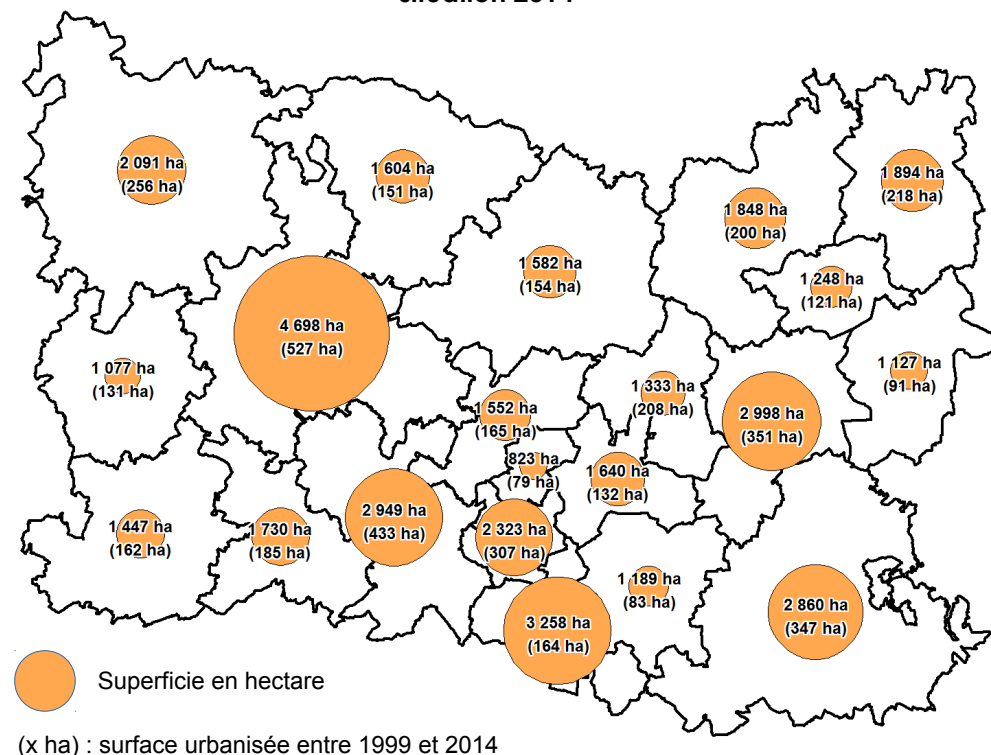 2 091 ha
(256 ha)
1 604 ha
(151 ha)
1 894 ha
(218 ha)
1 848 ha
(200 ha)
1 582 ha
(154 ha)
1 248 ha
(121 ha)
4 698 ha
(527 ha)
1 077 ha
(131 ha)
1 127 ha
(91 ha)
1 333 ha
(208 ha)
1 552 ha
(165 ha)
2 998 ha
(351 ha)
823 ha
(79 ha)
1 640 ha
(132 ha)
2 949 ha
(433 ha)
1 447 ha
(162 ha)
1 730 ha
(185 ha)
2 323 ha
(307 ha)
1 189 ha
(83 ha)
2 860 ha
(347 ha)
3 258 ha
(164 ha)
Superficie en hectare
(x ha) : surface urbanisée entre 1999 et 2014